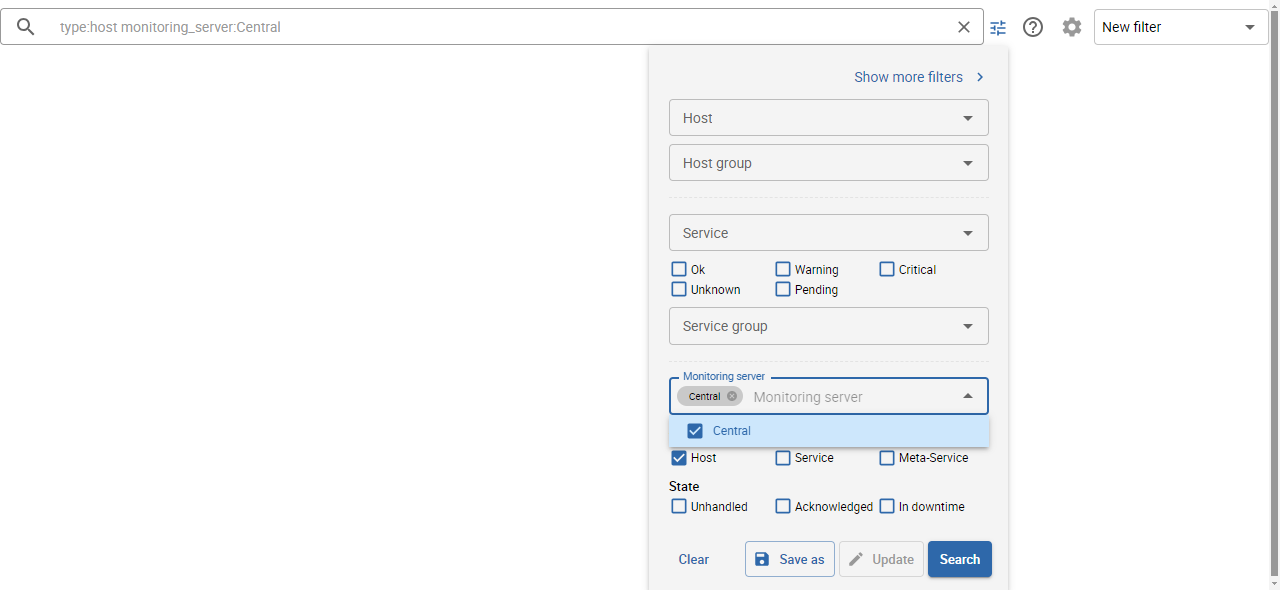 type:host monitoring_server:Central
New filter
Show more filters
Host
Host group
Service
Ok Warning Critical
Unknown Pending
Service group
Monitoring server
Central Monitoring server
Central
Host Service Meta-Service
State
Unhandled Acknowledged In downtime
Clear Save as Update Search